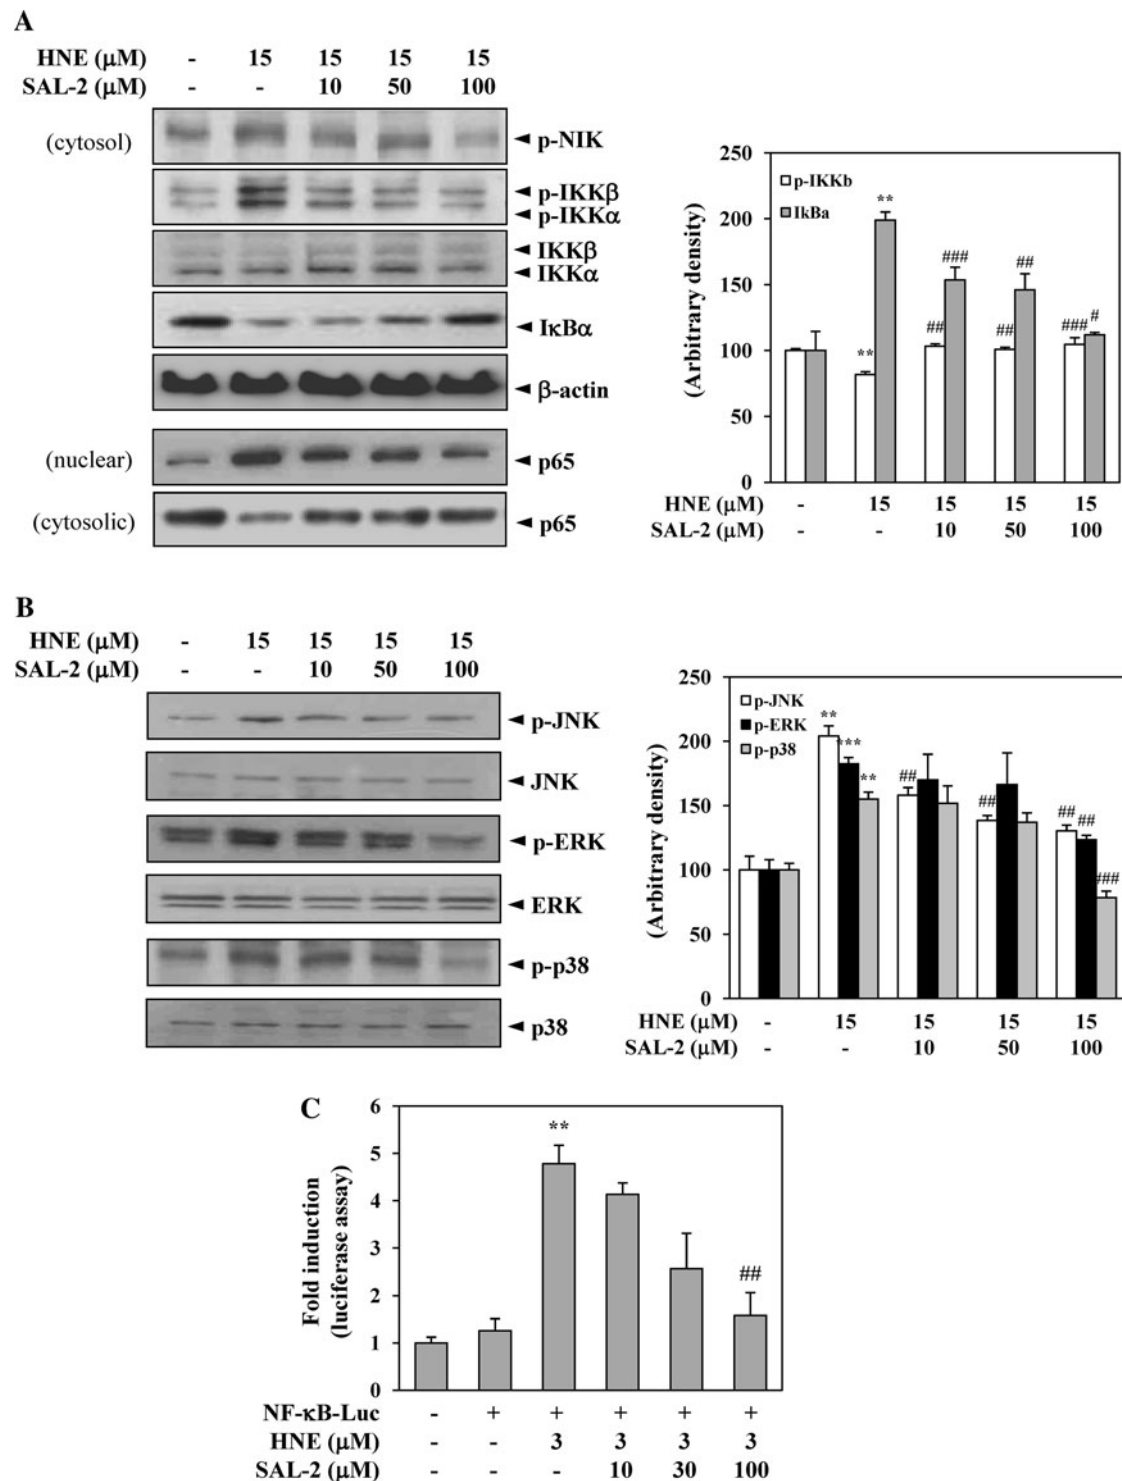 A
HNE (μM) - 15 15 15 15
SAL-2 (μM) - - 10 50 100
(cytosol)
p-NIK
p-IKKβ
p-IKKα
IKKβ
IKKα
IκBα
β-actin
(nuclear)
p65
(cytosolic)
p65
250
200
150
100
50
0
(Arbitrary density)
p-IKKb
IkBa
** ** ## ### ## ## ### #
HNE (μM) - 15 15 15 15
SAL-2 (μM) - - 10 50 100
B
HNE (μM) - 15 15 15 15
SAL-2 (μM) - - 10 50 100
p-JNK
JNK
p-ERK
ERK
p-p38
p38
250
200
150
100
50
0
(Arbitrary density)
p-JNK
p-ERK
p-p38
** *** ** ## ## ## ## ###
HNE (μM) - 15 15 15 15
SAL-2 (μM) - - 10 50 100
C
6
5
4
3
2
1
0
Fold induction
(luciferase assay)
** ##
NF-κB-Luc - + + + + +
HNE (μM) - - 3 3 3 3
SAL-2 (μM) - - - 10 30 100